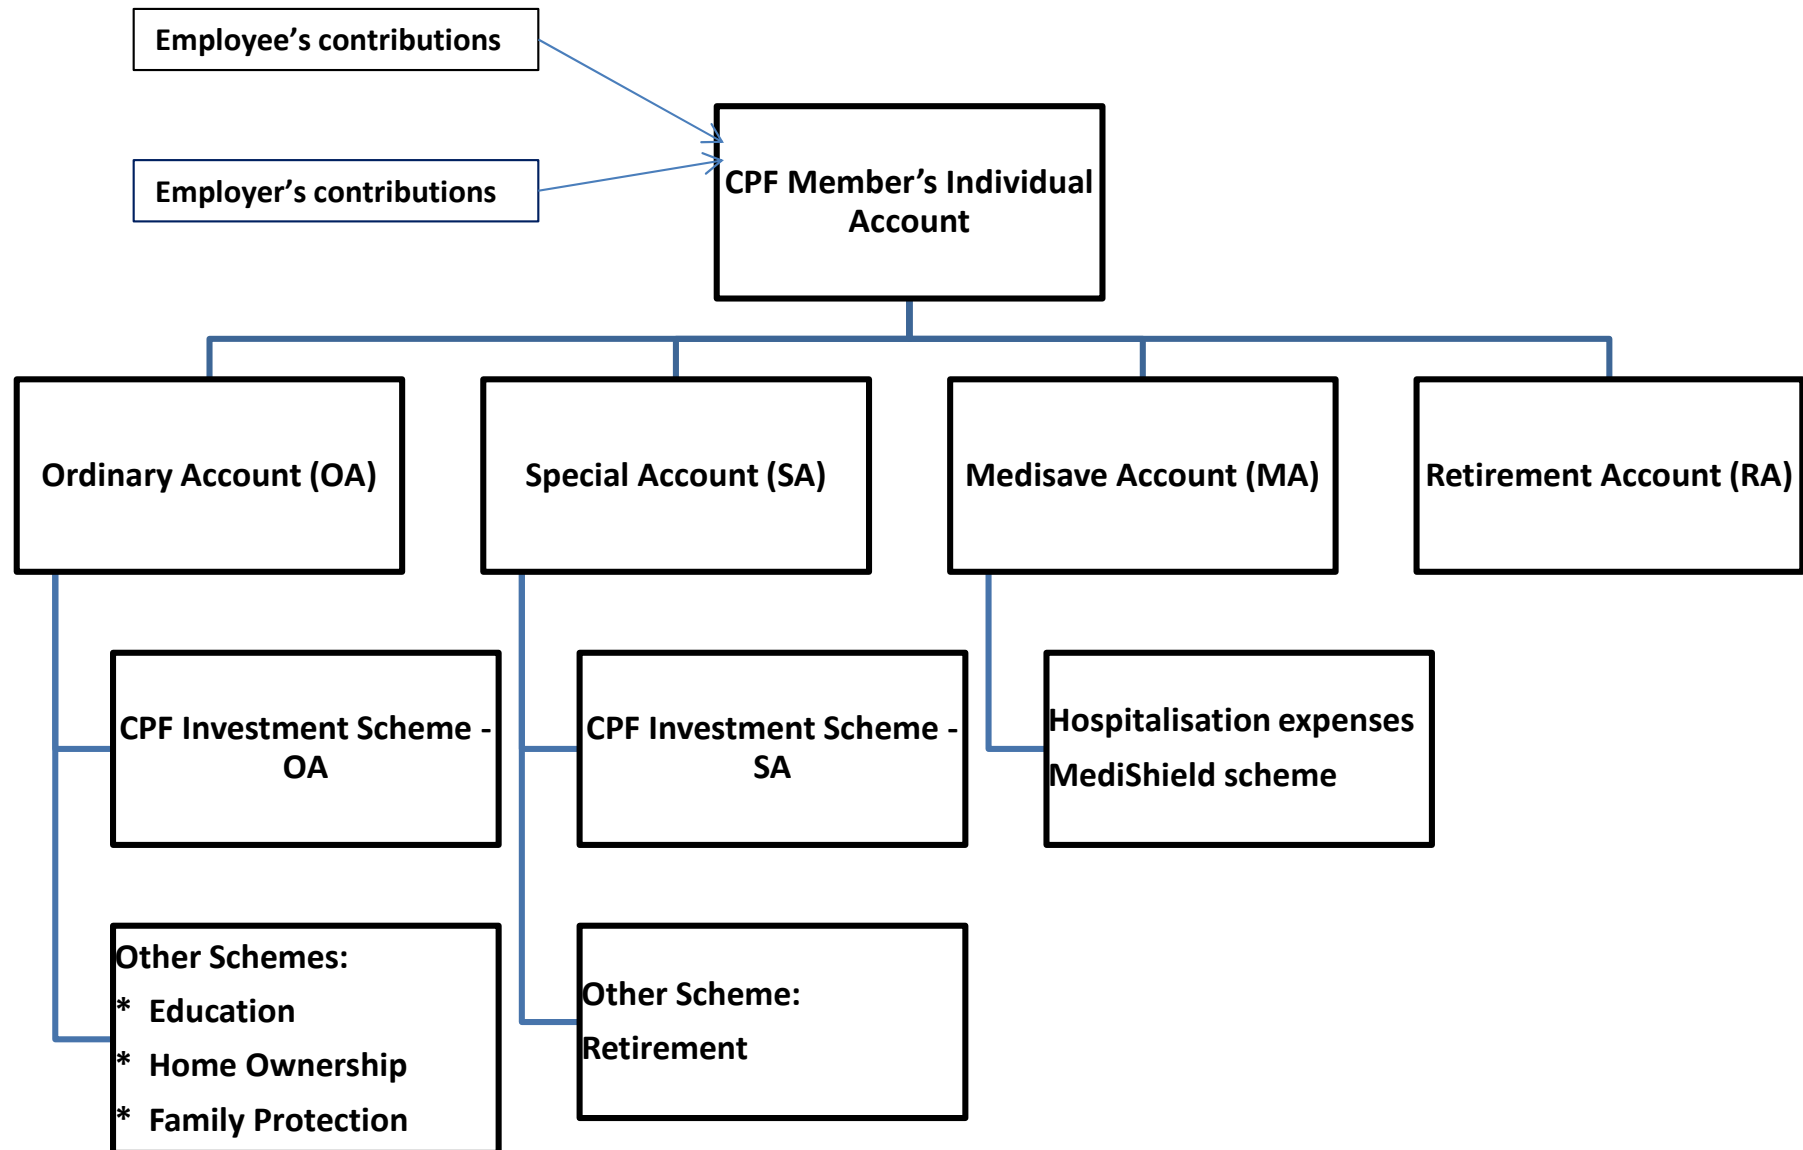 Employee’s contributions
Employer’s contributions
CPF Member’s Individual
Account
Ordinary Account (OA)
Special Account (SA)
Medisave Account (MA)
Retirement Account (RA)
CPF Investment Scheme -
OA
CPF Investment Scheme -
SA
Hospitalisation expenses
MediShield scheme
Other Schemes:
* Education
* Home Ownership
* Family Protection
Other Scheme:
Retirement